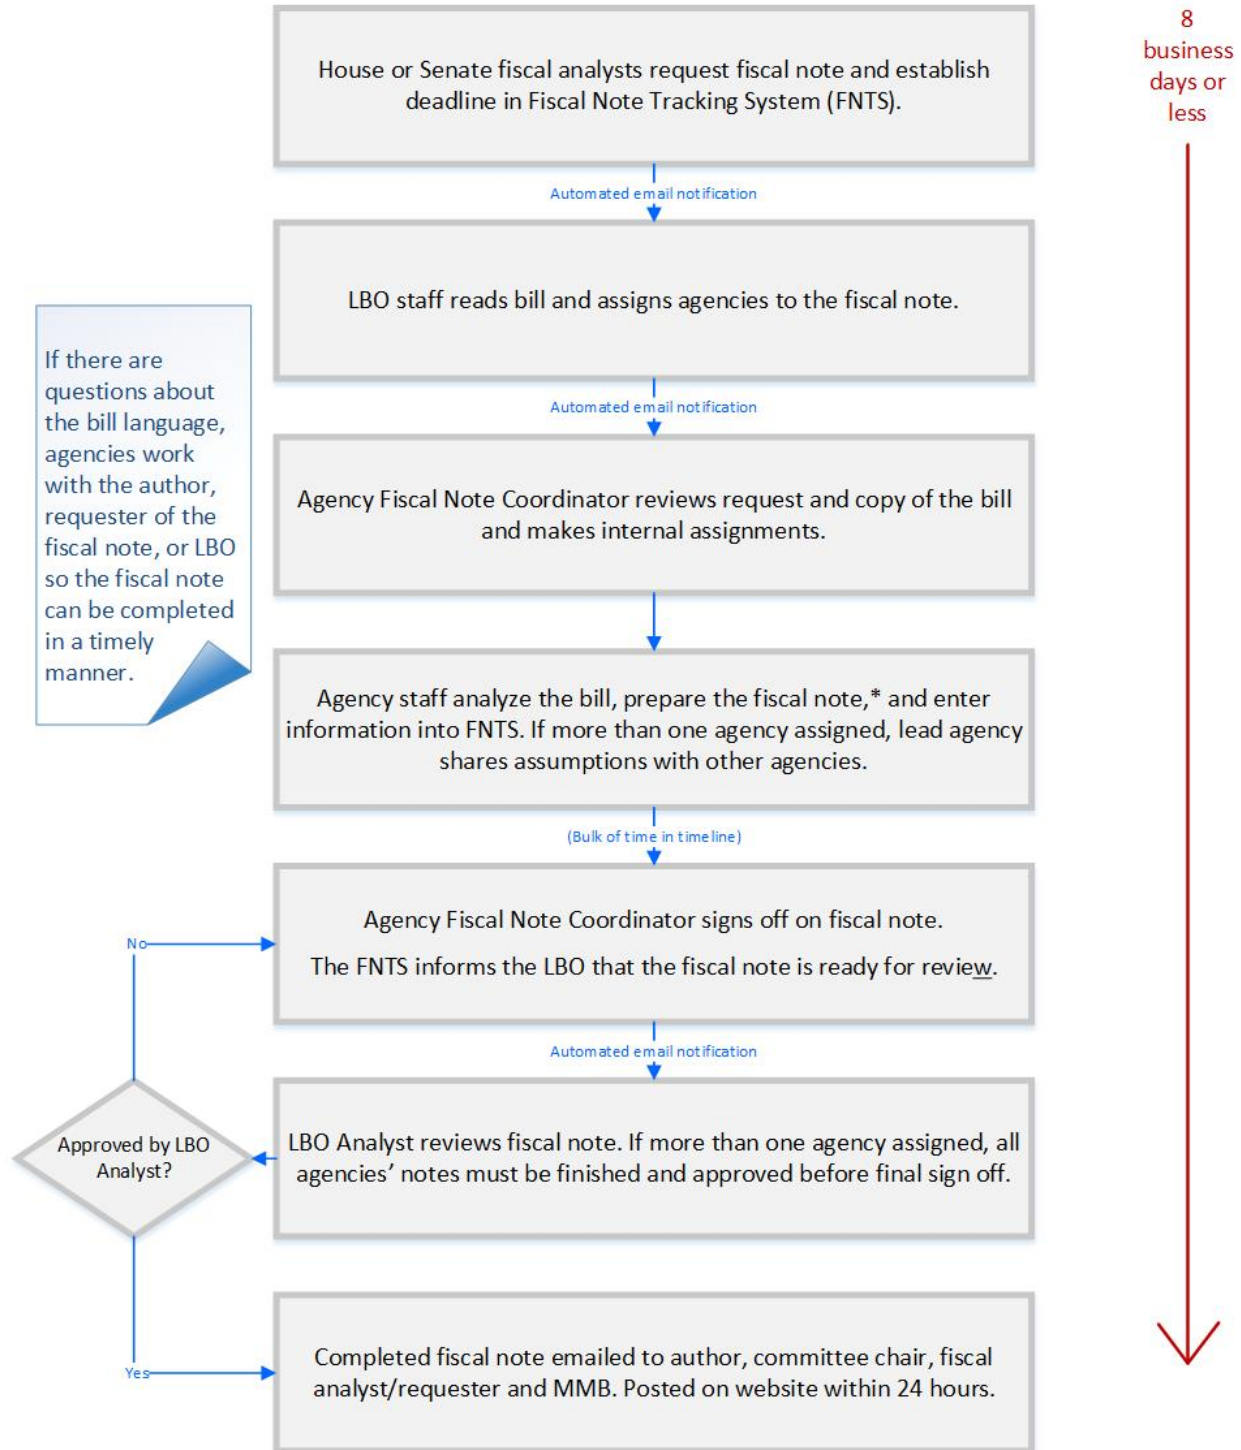 8
business
days or
less
House or Senate fiscal analysts request fiscal note and establish
deadline in Fiscal Note Tracking System (FNTS).
Automated email notification
LBO staff reads bill and assigns agencies to the fiscal note.
Automated email notification
If there are
questions about
the bill language,
agencies work
with the author,
requester of the
fiscal note, or LBO
so the fiscal note
can be completed
in a timely
manner.
Agency Fiscal Note Coordinator reviews request and copy of the bill
and makes internal assignments.
Agency staff analyze the bill, prepare the fiscal note,* and enter
information into FNTS. If more than one agency assigned, lead agency
shares assumptions with other agencies.
(Bulk of time in timeline)
Agency Fiscal Note Coordinator signs off on fiscal note.
The FNTS informs the LBO that the fiscal note is ready for review.
No
Automated email notification
LBO Analyst reviews fiscal note. If more than one agency assigned, all
agencies’ notes must be finished and approved before final sign off.
Approved by LBO
Analyst?
Yes
Completed fiscal note emailed to author, committee chair, fiscal
analyst/requester and MMB. Posted on website within 24 hours.